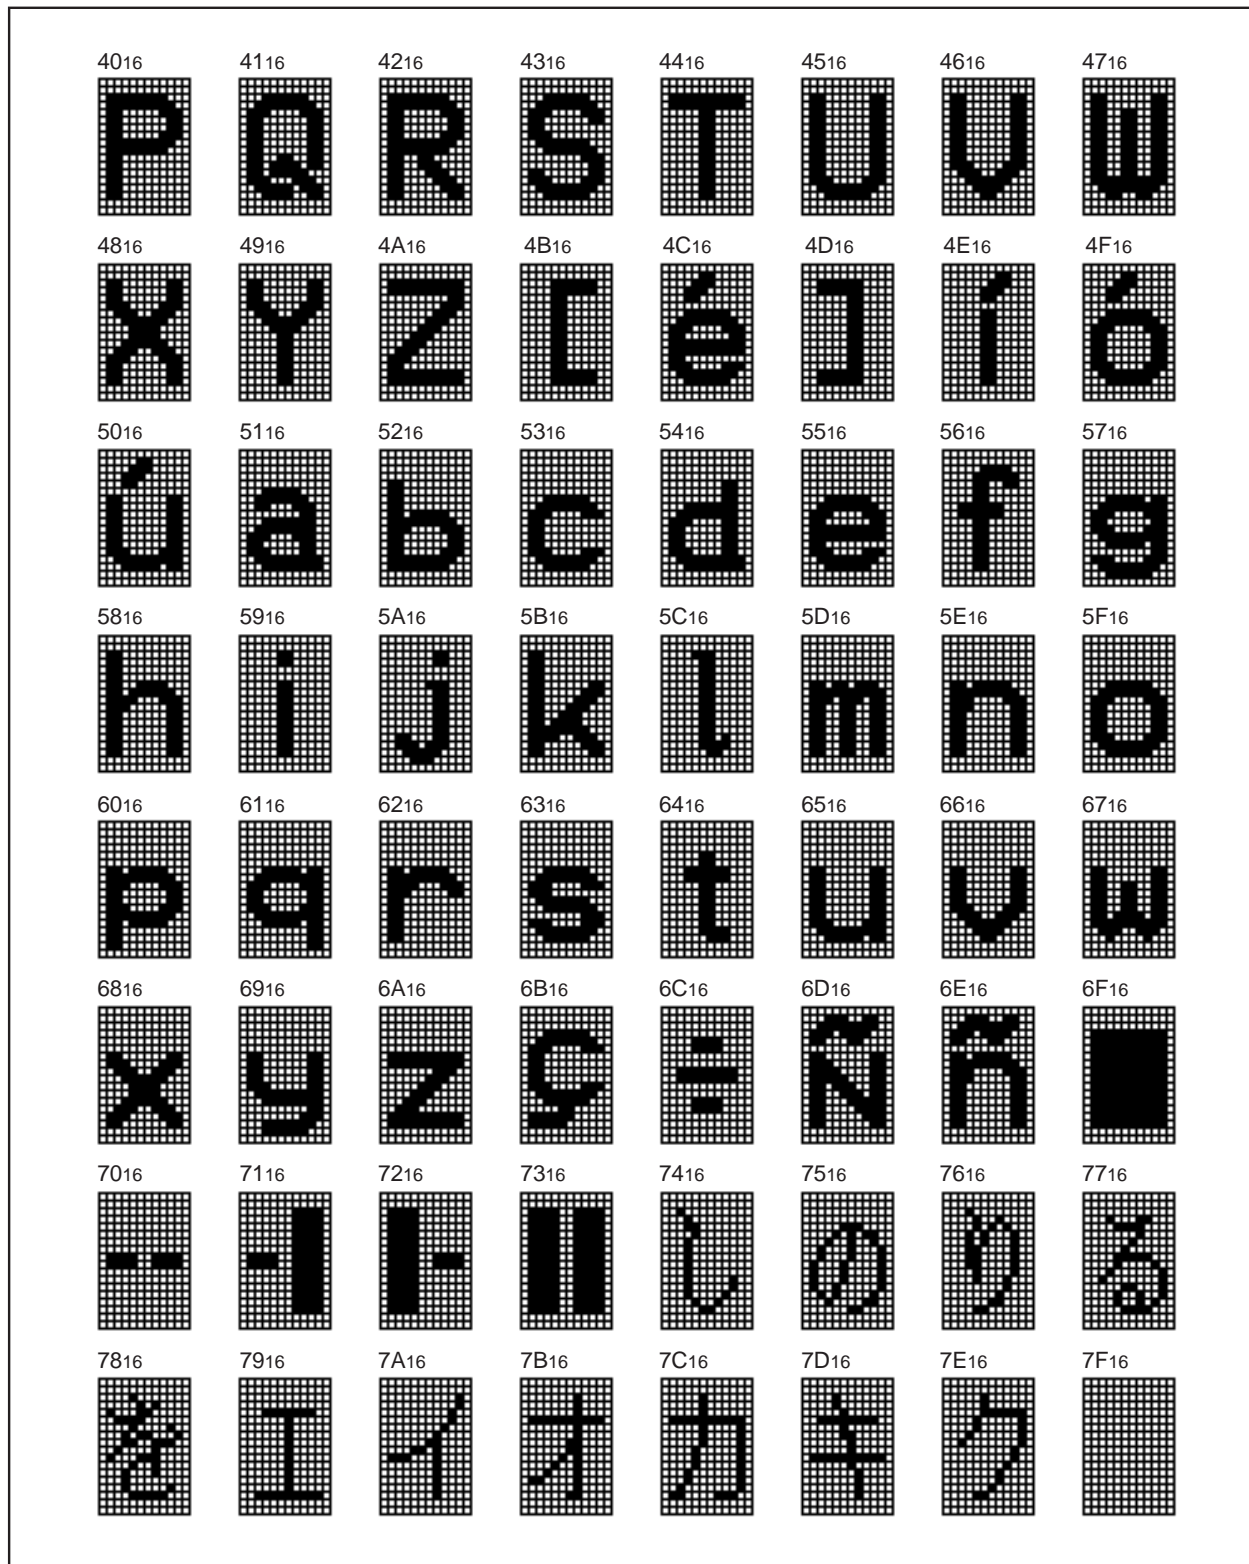 4016 4116 4216 4316 4416 4516 4616 4716
P Q R S T U V W
4816 4916 4A16 4B16 4C16 4D16 4E16 4F16
X Y Z [ é ] í ó
5016 5116 5216 5316 5416 5516 5616 5716
ú a b c d e f g
5816 5916 5A16 5B16 5C16 5D16 5E16 5F16
h i j k l m n o
6016 6116 6216 6316 6416 6516 6616 6716
p q r s t u v w
6816 6916 6A16 6B16 6C16 6D16 6E16 6F16
x y z ç ÷ Ñ ñ ■
7016 7116 7216 7316 7416 7516 7616 7716
し の り る
7816 7916 7A16 7B16 7C16 7D16 7E16 7F16
を エ イ オ カ キ ク